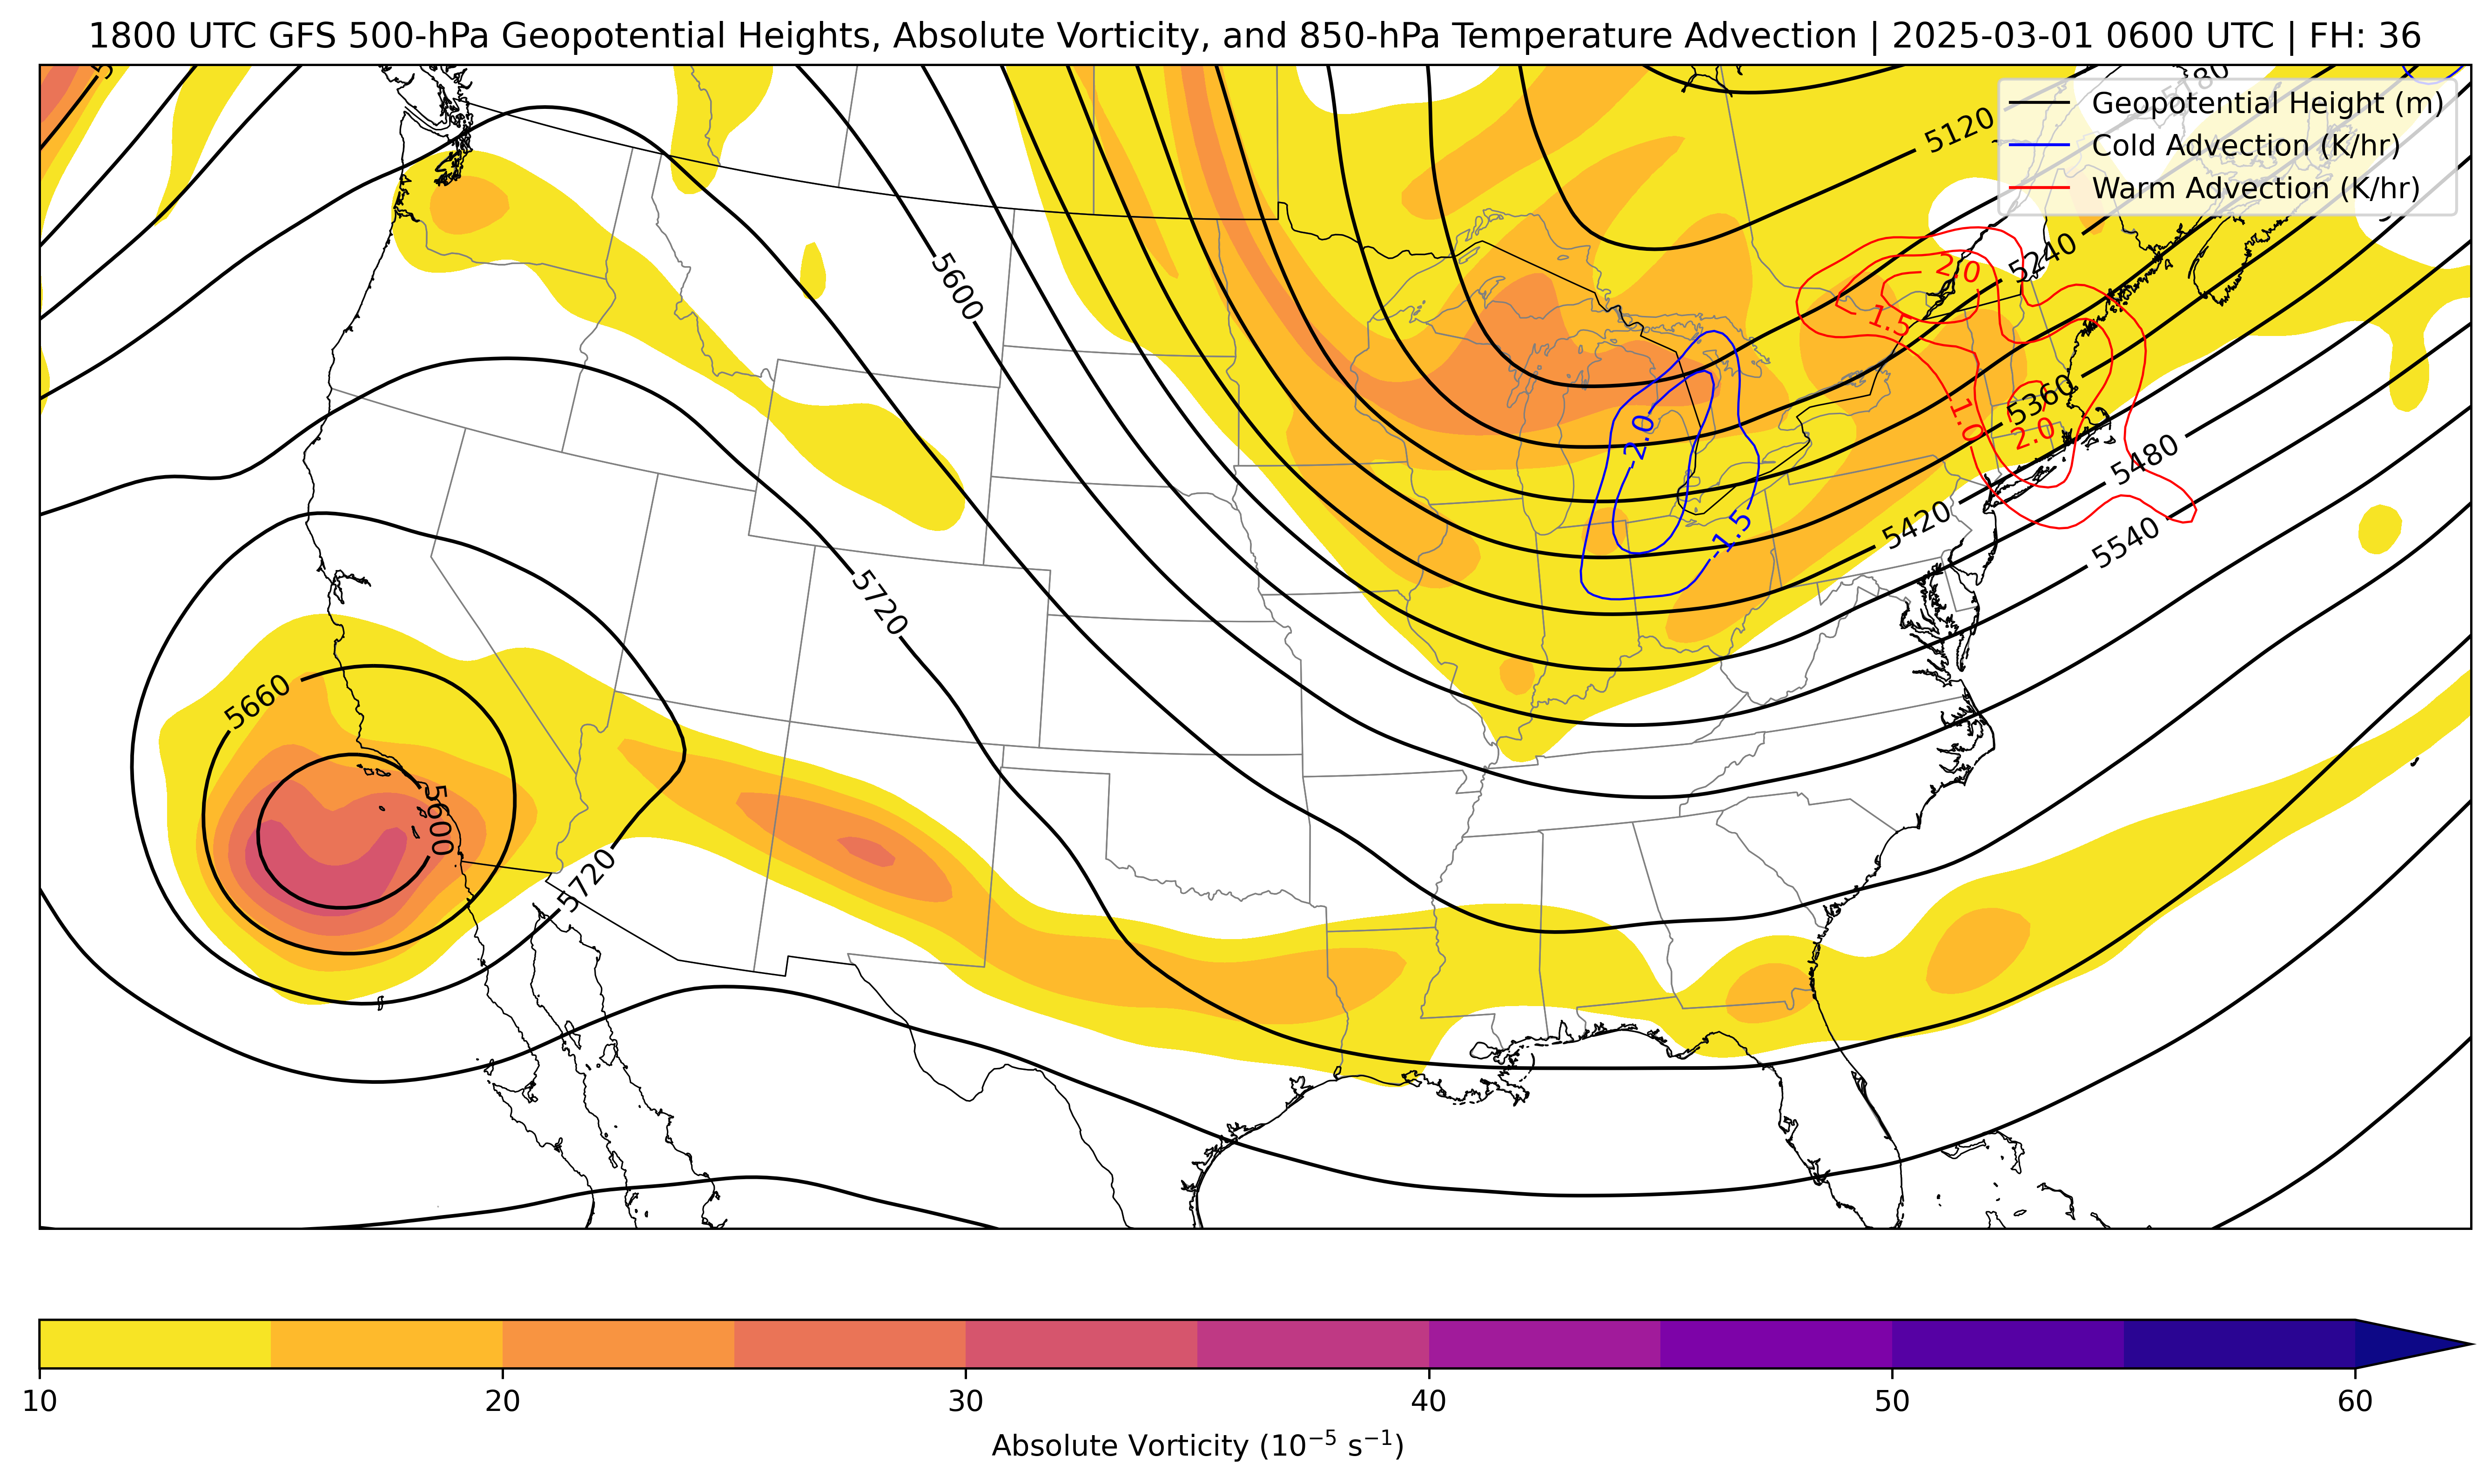 1800 UTC GFS 500-hPa Geopotential Heights, Absolute Vorticity, and 850-hPa Temperature Advection | 2025-03-01 0600 UTC | FH: 36
Geopotential Height (m)
Cold Advection (K/hr)
Warm Advection (K/hr)
5120
5240
2.0
1.5
5600
5360
1.0
2.0
-2.0
5480
-1.5
5420
5540
5720
5660
5600
5720
10 20 30 40 50 60
Absolute Vorticity (10⁻⁵ s⁻¹)